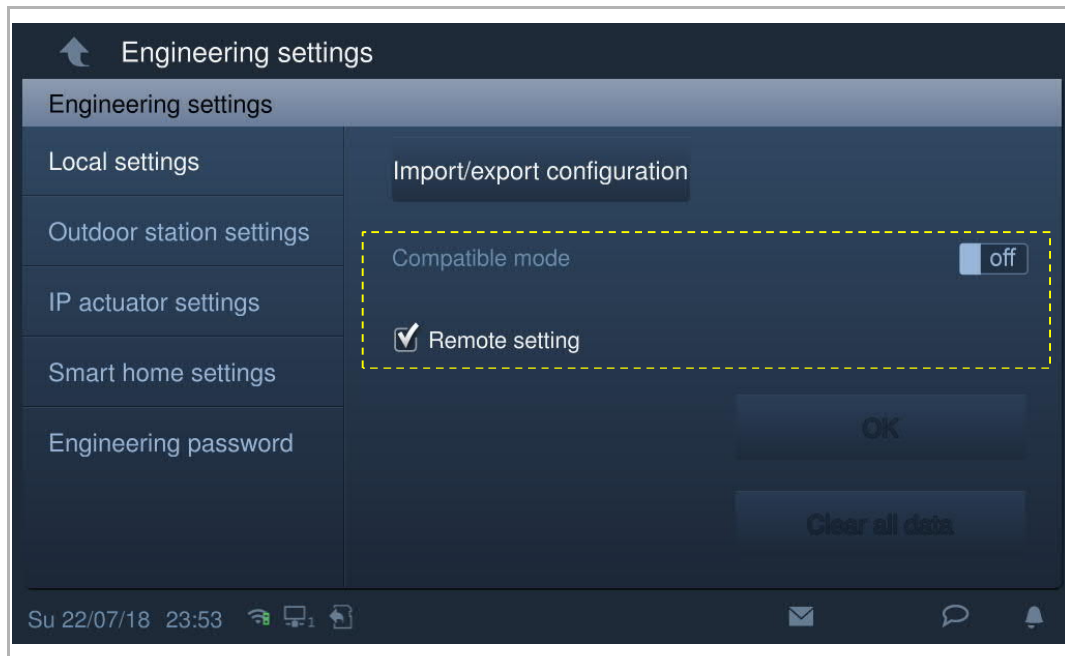 Engineering settings
Engineering settings
Local settings
Import/export configuration
Outdoor station settings
Compatible mode
off
IP actuator settings
Remote setting
Smart home settings
OK
Engineering password
Clear all data
Su 22/07/18 23:53
1